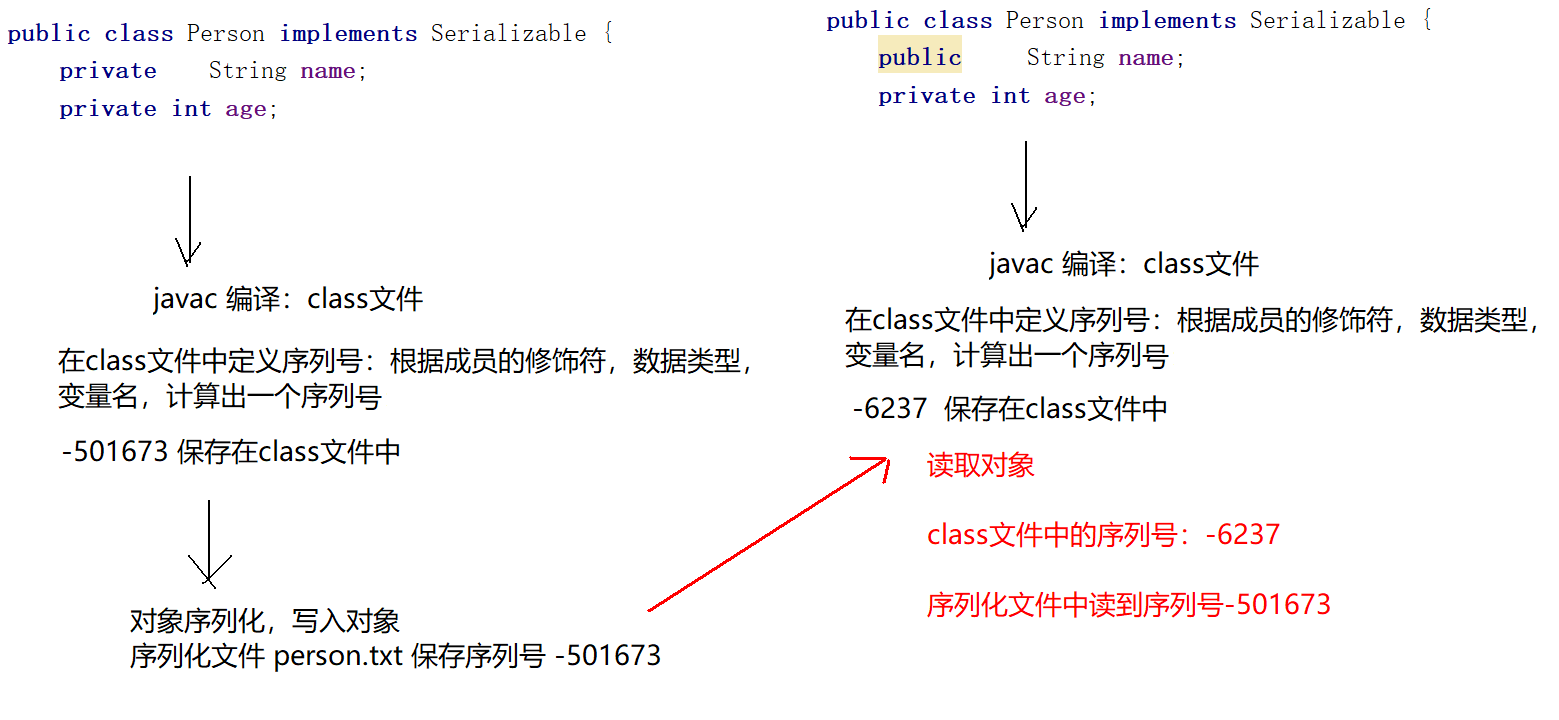 public class Person implements Serializable {
private String name;
private int age;
javac 编译：class文件
在class文件中定义序列号：根据成员的修饰符，数据类型，
变量名，计算出一个序列号
-501673 保存在class文件中
对象序列化，写入对象
序列化文件 person.txt 保存序列号 -501673
public class Person implements Serializable {
public String name;
private int age;
javac 编译：class文件
在class文件中定义序列号：根据成员的修饰符，数据类型，
变量名，计算出一个序列号
-6237 保存在class文件中
读取对象
class文件中的序列号：-6237
序列化文件中读到序列号-501673